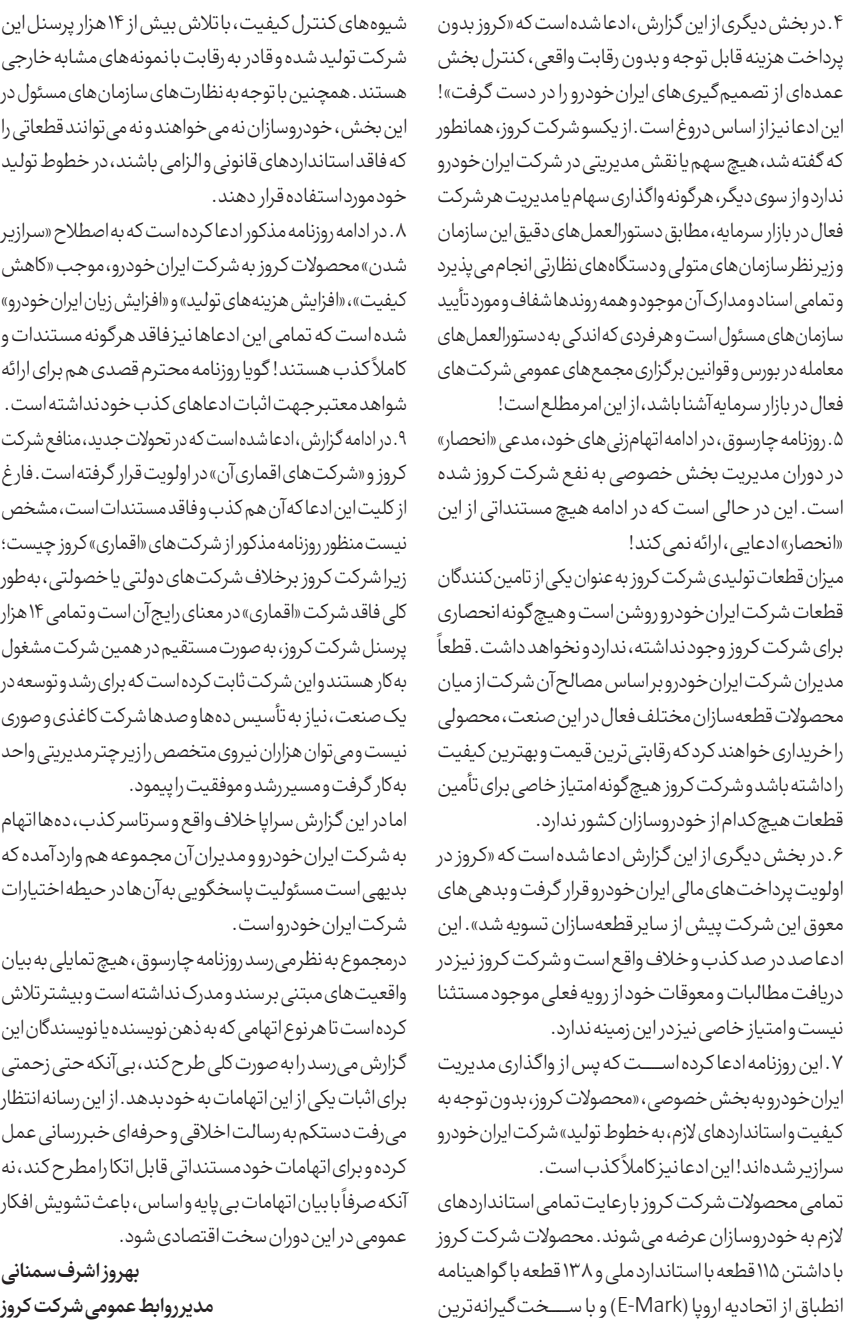 ۴. در بخش دیگری از این گزارش، ادعا شده است که «کروز بدون
پرداخت هزینه قابل توجه و بدون رقابت واقعی، کنترل بخش
عمده‌ای از تصمیم‌گیری‌های ایران‌خودرو را در دست گرفت»!
این ادعا نیز از اساس دروغ است. از یکسو شرکت کروز، همانطور
که گفته شد، هیچ سهم یا نقش مدیریتی در شرکت ایران‌خودرو
ندارد و از سوی دیگر، هرگونه واگذاری سهام یا مدیریت هر شرکت
فعال در بازار سرمایه، مطابق دستورالعمل‌های دقیق این سازمان
و زیر نظر سازمان‌های متولی و دستگاه‌های نظارتی انجام می‌پذیرد
و تمامی اسناد و مدارک آن موجود و همه روندها شفاف و مورد تأیید
سازمان‌های مسئول است و هر فردی که اندکی به دستورالعمل‌های
معامله در بورس و قوانین برگزاری مجمع‌های عمومی شرکت‌های
فعال در بازار سرمایه آشنا باشد، از این امر مطلع است!
۵. روزنامه چارسوق، در ادامه اتهام‌زنی‌های خود، مدعی «انحصار»
در دوران مدیریت بخش خصوصی به نفع شرکت کروز شده
است. این در حالی است که در ادامه هیچ مستنداتی از این
«انحصار» ادعایی، ارائه نمی‌کند!
میزان قطعات تولیدی شرکت کروز به عنوان یکی از تامین‌کنندگان
قطعات شرکت ایران‌خودرو روشن است و هیچ‌گونه انحصاری
برای شرکت کروز وجود نداشته، ندارد و نخواهد داشت. قطعاً
مدیران شرکت ایران‌خودرو بر اساس مصالح آن شرکت از میان
محصولات قطعه‌سازان مختلف فعال در این صنعت، محصولی
را خریداری خواهند کرد که رقابتی‌ترین قیمت و بهترین کیفیت
را داشته باشد و شرکت کروز هیچ‌گونه امتیاز خاصی برای تأمین
قطعات هیچ‌کدام از خودروسازان کشور ندارد.
۶. در بخش دیگری از این گزارش ادعا شده است که «کروز در
اولویت پرداخت‌های مالی ایران‌خودرو قرار گرفت و بدهی‌های
معوق این شرکت پیش از سایر قطعه‌سازان تسویه شد». این
ادعا صد در صد کذب و خلاف واقع است و شرکت کروز نیز در
دریافت مطالبات و معوقات خود از رویه فعلی موجود مستثنا
نیست و امتیاز خاصی نیز در این زمینه ندارد.
۷. این روزنامه ادعا کرده اســت که پس از واگذاری مدیریت
ایران‌خودرو به بخش خصوصی، «محصولات کروز، بدون توجه به
کیفیت و استانداردهای لازم، به خطوط تولید» شرکت ایران‌خودرو
سرازیر شده‌اند! این ادعا نیز کاملاً کذب است.
تمامی محصولات شرکت کروز با رعایت تمامی استانداردهای
لازم به خودروسازان عرضه می‌شوند. محصولات شرکت کروز
با داشتن ۱۱۵ قطعه با استاندارد ملی و ۱۳۸ قطعه با گواهینامه
انطباق از اتحادیه اروپا (E-Mark) و با ســخت‌گیرانه‌ترین
شیوه‌های کنترل کیفیت، با تلاش بیش از ۱۴ هزار پرسنل این
شرکت تولید شده و قادر به رقابت با نمونه‌های مشابه خارجی
هستند. همچنین با توجه به نظارت‌های سازمان‌های مسئول در
این بخش، خودروسازان نه می‌خواهند و نه می‌توانند قطعاتی را
که فاقد استانداردهای قانونی و الزامی باشند، در خطوط تولید
خود مورد استفاده قرار دهند.
۸. در ادامه روزنامه مذکور ادعا کرده است که به اصطلاح «سرازیر
شدن» محصولات کروز به شرکت ایران خودرو، موجب «کاهش
کیفیت»، «افزایش هزینه‌های تولید» و «افزایش زیان ایران‌خودرو»
شده است که تمامی این ادعاها نیز فاقد هرگونه مستندات و
کاملاً کذب هستند! گویا روزنامه محترم قصدی هم برای ارائه
شواهد معتبر جهت اثبات ادعاهای کذب خود نداشته است.
۹. در ادامه گزارش، ادعا شده است که در تحولات جدید، منافع شرکت
کروز و «شرکت‌های اقماری آن» در اولویت قرار گرفته است. فارغ
از کلیت این ادعا که آن هم کذب و فاقد مستندات است، مشخص
نیست منظور روزنامه مذکور از شرکت‌های «اقماری» کروز چیست؛
زیرا شرکت کروز برخلاف شرکت‌های دولتی یا خصولتی، به‌طور
کلی فاقد شرکت «اقماری» در معنای رایج آن است و تمامی ۱۴ هزار
پرسنل شرکت کروز، به صورت مستقیم در همین شرکت مشغول
به‌کار هستند و این شرکت ثابت کرده است که برای رشد و توسعه در
یک صنعت، نیاز به تأسیس ده‌ها و صدها شرکت کاغذی و صوری
نیست و می‌توان هزاران نیروی متخصص را زیر چتر مدیریتی واحد
به‌کار گرفت و مسیر رشد و موفقیت را پیمود.
اما در این گزارش سراپا خلاف واقع و سرتاسر کذب، ده‌ها اتهام
به شرکت ایران‌خودرو و مدیران آن مجموعه هم وارد آمده که
بدیهی است مسئولیت پاسخگویی به آن‌ها در حیطه اختیارات
شرکت ایران‌خودرو است.
درمجموع به نظر می‌رسد روزنامه چارسوق، هیچ تمایلی به بیان
واقعیت‌های مبتنی بر سند و مدرک نداشته است و بیشتر تلاش
کرده است تا هر نوع اتهامی که به ذهن نویسنده یا نویسندگان این
گزارش می‌رسد را به صورت کلی طرح کند، بی‌آنکه حتی زحمتی
برای اثبات یکی از این اتهامات به خود بدهد. از این رسانه انتظار
می‌رفت دستکم به رسالت اخلاقی و حرفه‌ای خبررسانی عمل
کرده و برای اتهامات خود مستنداتی قابل اتکا را مطرح کند، نه
آنکه صرفاً با بیان اتهامات بی‌پایه و اساس، باعث تشویش افکار
عمومی در این دوران سخت اقتصادی شود.
بهروز اشرف سمنانی
مدیر روابط عمومی شرکت کروز